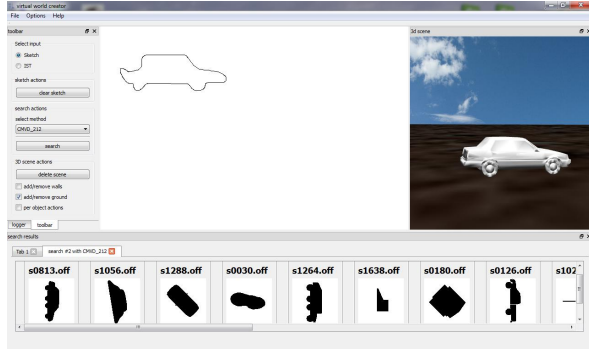 virtual world creator
File Options Help
toolbar
3d scene
Select input
Sketch
IST
sketch actions
clear sketch
search actions
select method
CMVD_212
search
3D scene actions
delete scene
add/remove walls
add/remove ground
per object actions
logger toolbar
search results
Tab 1 search #2 with CMVD_212
s0813.off s1056.off s1288.off s0030.off s1264.off s1638.off s0180.off s0126.off s102